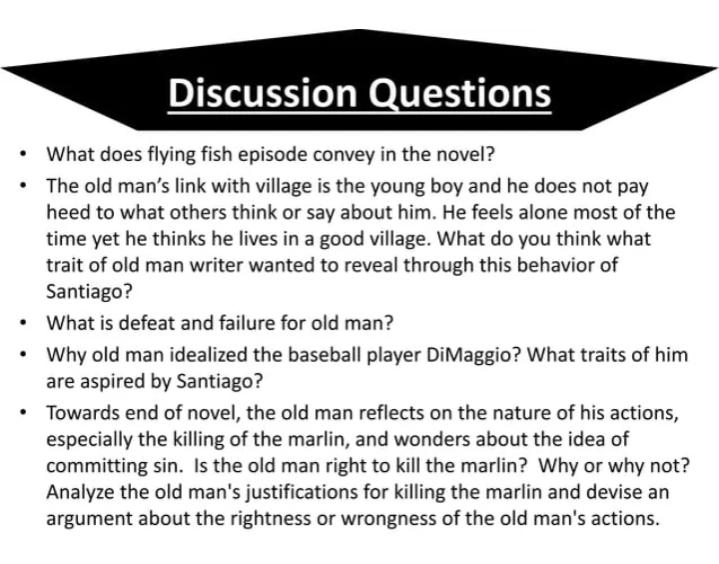 Discussion Questions
• What does flying fish episode convey in the novel?
• The old man's link with village is the young boy and he does not pay
heed to what others think or say about him. He feels alone most of the
time yet he thinks he lives in a good village. What do you think what
trait of old man writer wanted to reveal through this behavior of
Santiago?
• What is defeat and failure for old man?
• Why old man idealized the baseball player DiMaggio? What traits of him
are aspired by Santiago?
• Towards end of novel, the old man reflects on the nature of his actions,
especially the killing of the marlin, and wonders about the idea of
committing sin.  Is the old man right to kill the marlin?  Why or why not?
Analyze the old man's justifications for killing the marlin and devise an
argument about the rightness or wrongness of the old man's actions.